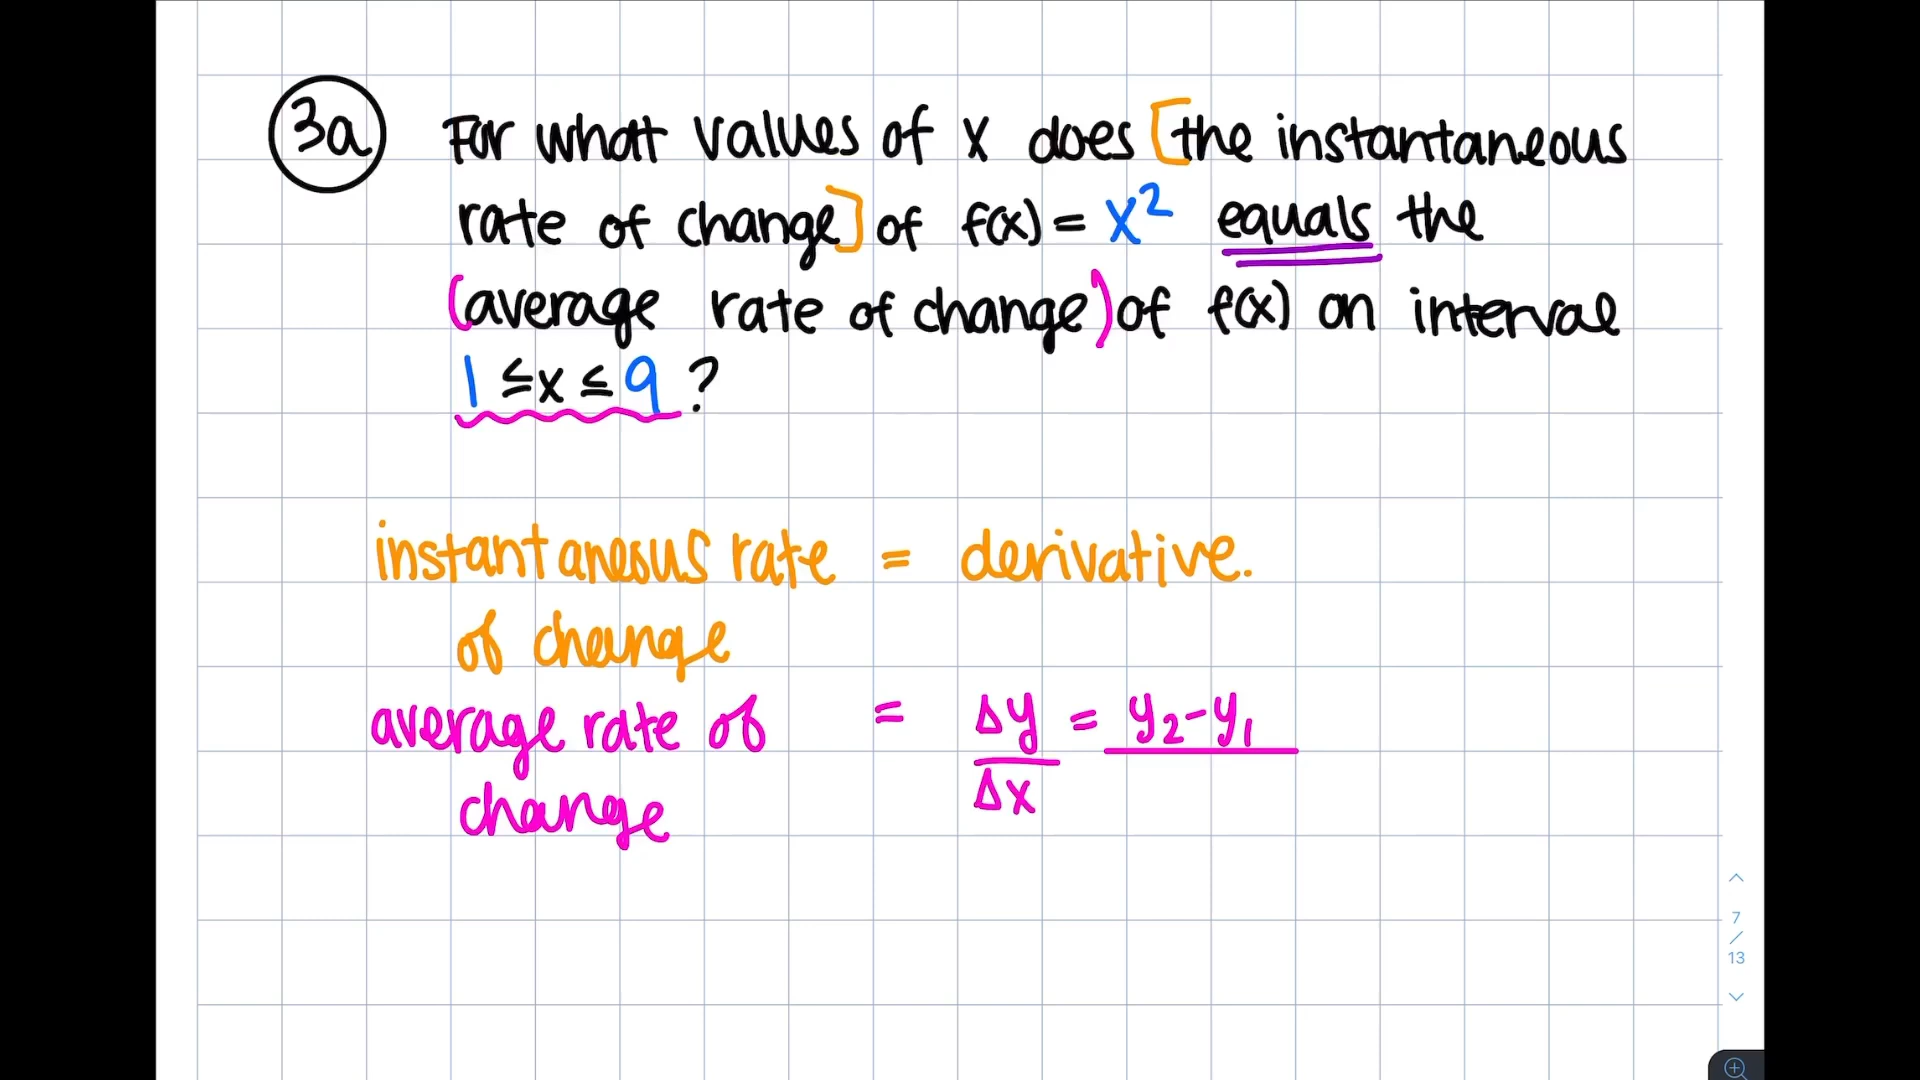 3a For what values of x does [the instantaneous
rate of change] of f(x) = x² equals the
(average rate of change) of f(x) on interval
1 ≤ x ≤ 9 ?
instantaneous rate = derivative.
of change
average rate of = Δy = y₂-y₁
change Δx
7
/
13